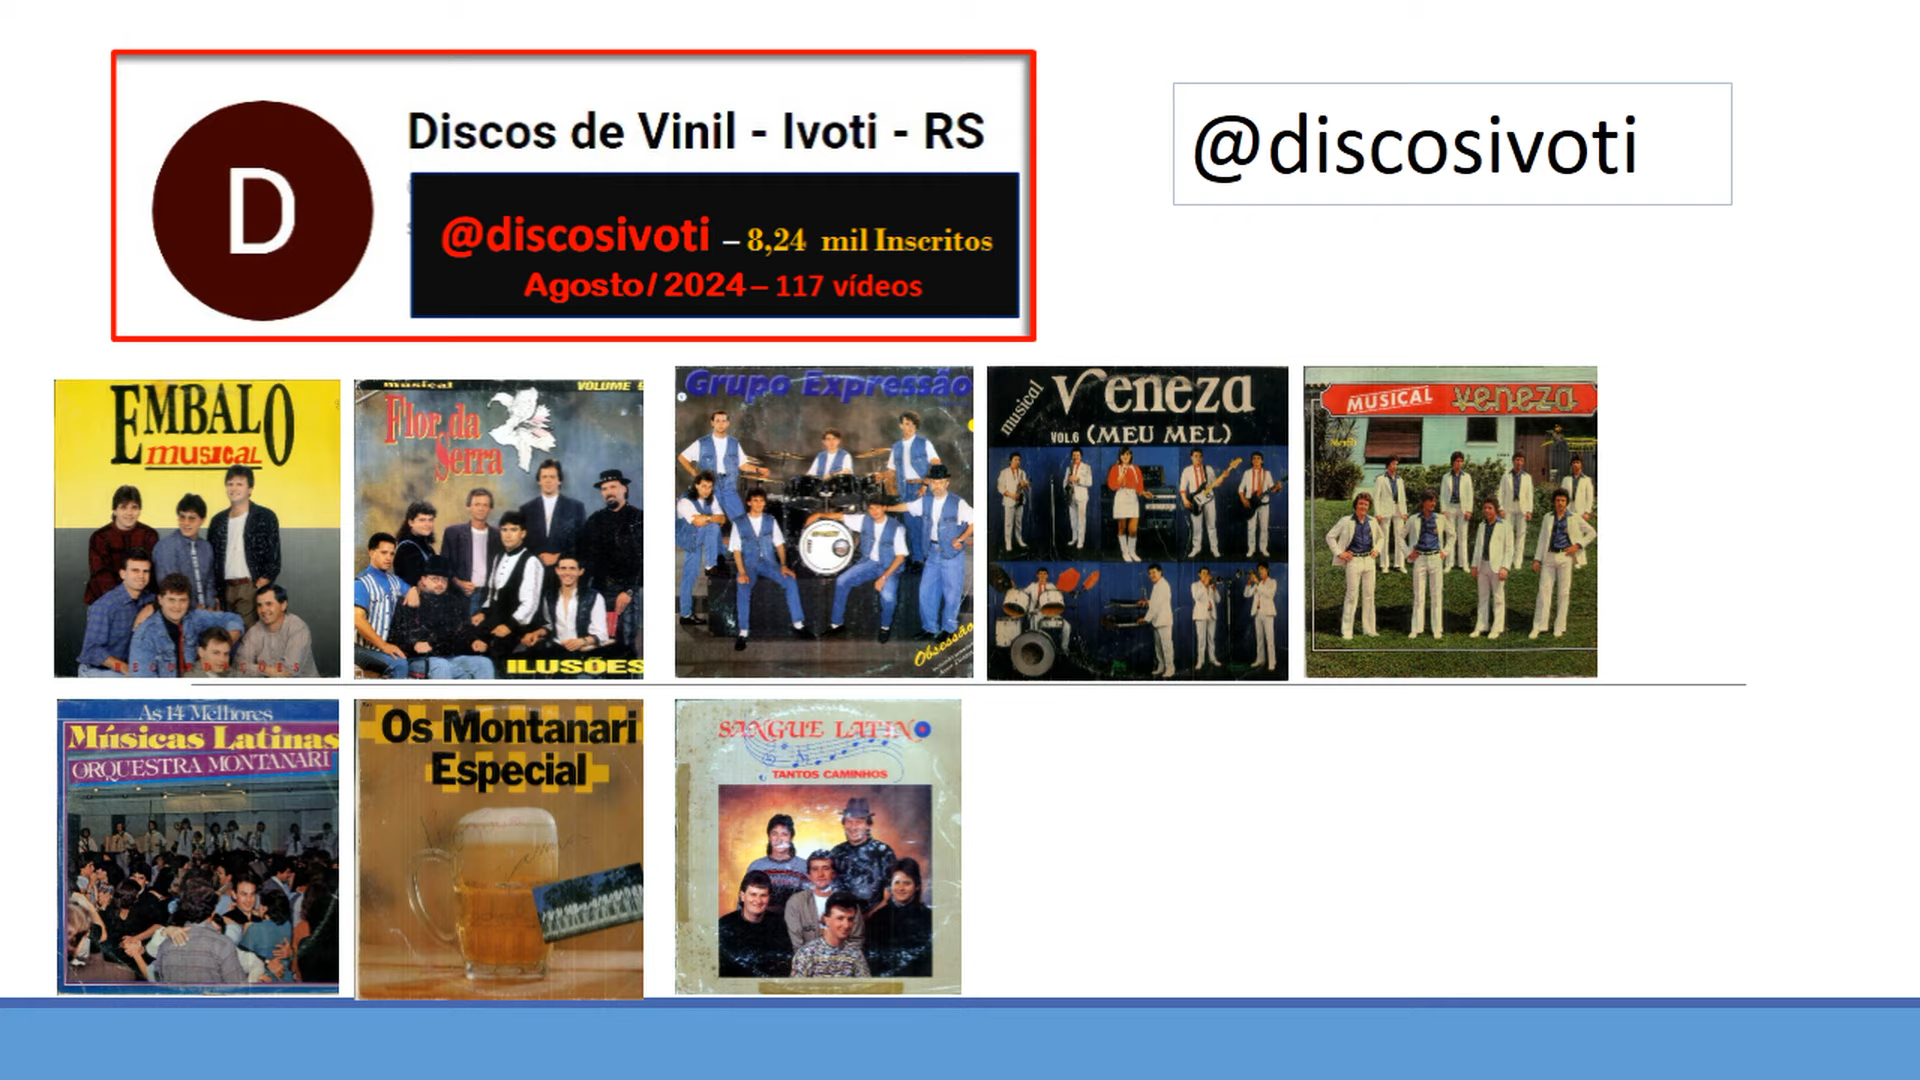 Discos de Vinil - Ivoti - RS
D
@discosivoti – 8,24 mil Inscritos
Agosto/ 2024 – 117 vídeos
@discosivoti
EMBALO
musical
RECORDAÇÕES
musical
VOLUME
Flor da
Serra
ILUSÕES
Grupo Expressão
Obsessão
musical
Veneza
VOL.6 (MEU MEL)
MUSICAL veneza
As 14 Melhores
Músicas Latinas
ORQUESTRA MONTANARI
Os Montanari
Especial
SANGUE LATINO
TANTOS CAMINHOS